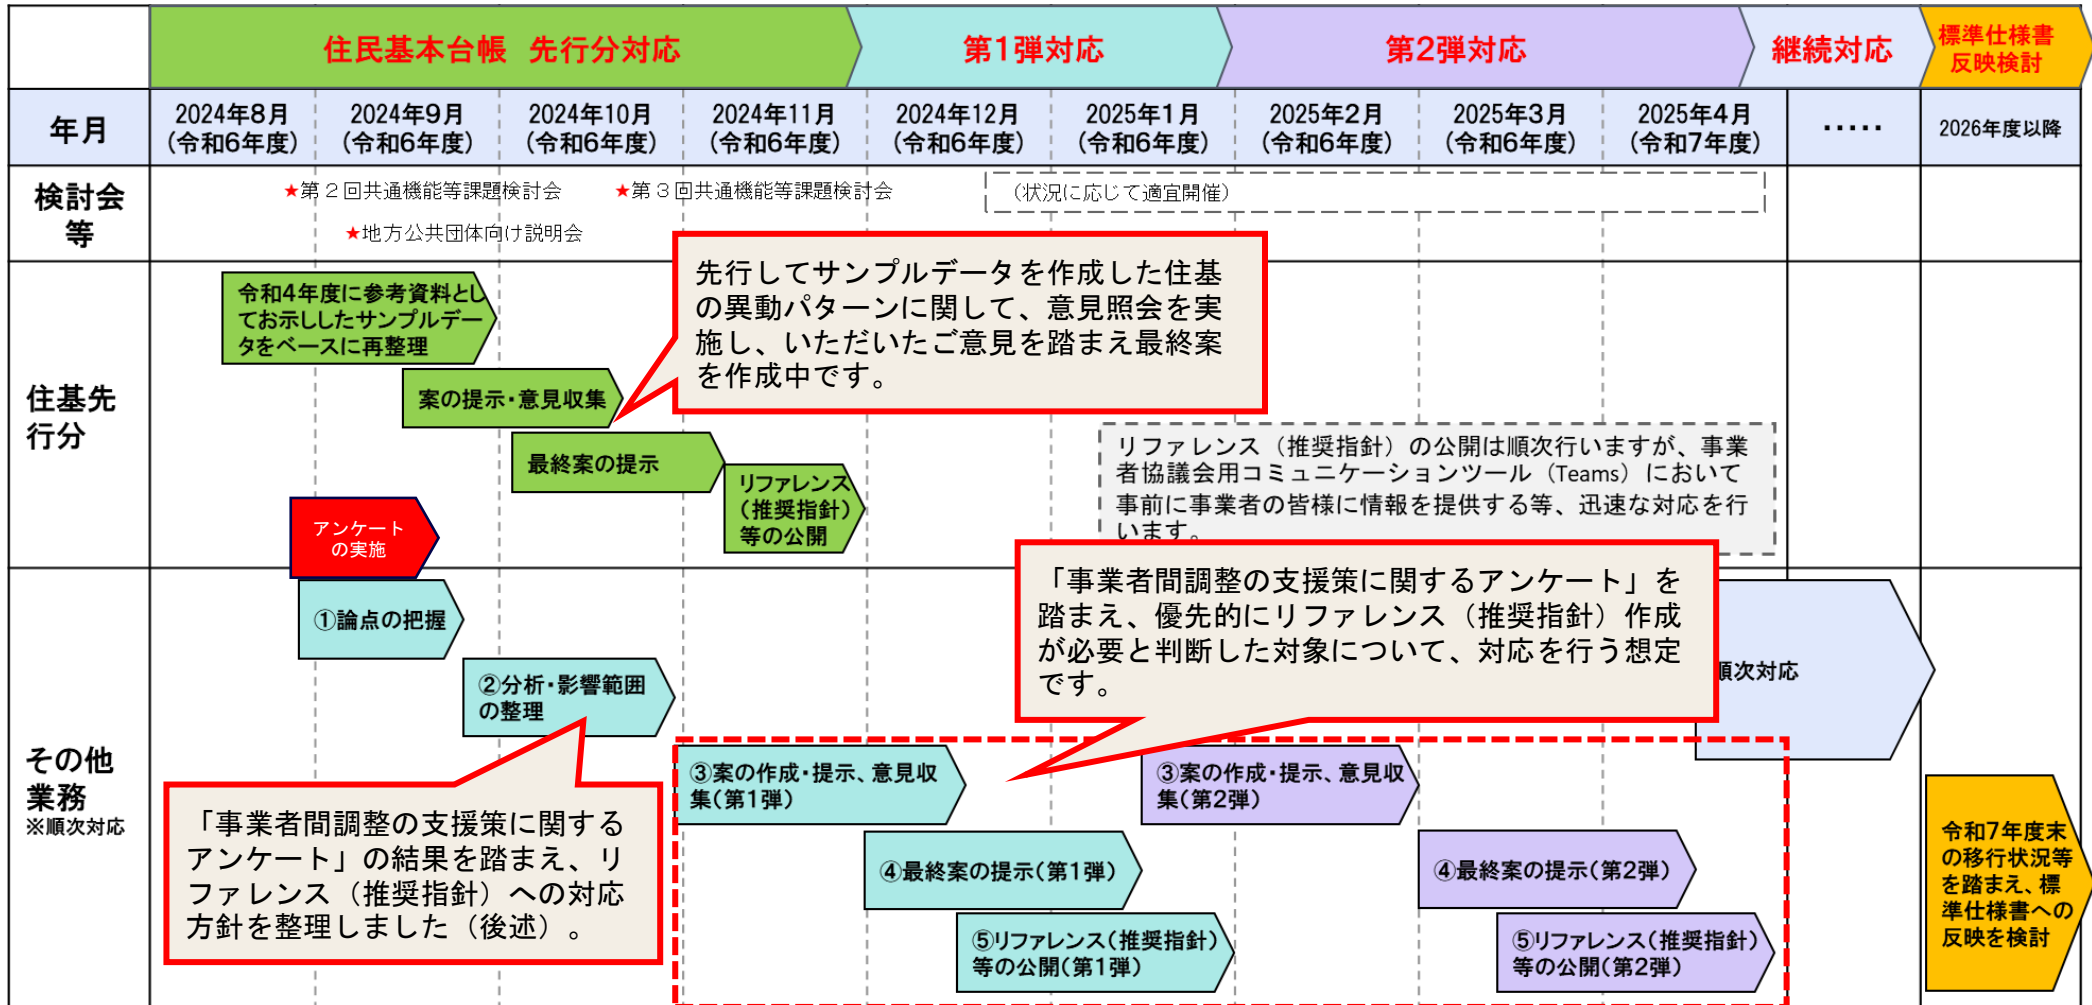 住民基本台帳 先行分対応
第1弾対応
第2弾対応
継続対応
標準仕様書
反映検討
年月
2024年8月
(令和6年度)
2024年9月
(令和6年度)
2024年10月
(令和6年度)
2024年11月
(令和6年度)
2024年12月
(令和6年度)
2025年1月
(令和6年度)
2025年2月
(令和6年度)
2025年3月
(令和6年度)
2025年4月
(令和7年度)
・・・・・
2026年度以降
検討会
等
★第2回共通機能等課題検討会
★第3回共通機能等課題検討会
(状況に応じて適宜開催)
★地方公共団体向け説明会
住基先
行分
令和4年度に参考資料とし
てお示ししたサンプルデー
タをベースに再整理
先行してサンプルデータを作成した住基
の異動パターンに関して、意見照会を実
施し、いただいたご意見を踏まえ最終案
を作成中です。
案の提示・意見収集
最終案の提示
リファレンス
(推奨指針)
等の公開
リファレンス（推奨指針）の公開は順次行いますが、事業
者協議会用コミュニケーションツール（Teams）において
事前に事業者の皆様に情報を提供する等、迅速な対応を行
います。
アンケート
の実施
その他
業務
※順次対応
①論点の把握
②分析・影響範囲
の整理
「事業者間調整の支援策に関するアンケート」を
踏まえ、優先的にリファレンス（推奨指針）作成
が必要と判断した対象について、対応を行う想定
です。
順次対応
「事業者間調整の支援策に関する
アンケート」の結果を踏まえ、リ
ファレンス（推奨指針）への対応
方針を整理しました（後述）。
③案の作成・提示、意見収
集(第1弾)
③案の作成・提示、意見収
集(第2弾)
④最終案の提示(第1弾)
④最終案の提示(第2弾)
⑤リファレンス(推奨指針)
等の公開(第1弾)
⑤リファレンス(推奨指針)
等の公開(第2弾)
令和7年度末
の移行状況等
を踏まえ、標
準仕様書への
反映を検討